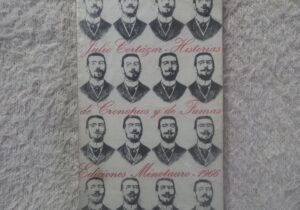 Julio Cortázar - Historias
de Cronopios y de Famas
Ediciones Minotauro - 1966